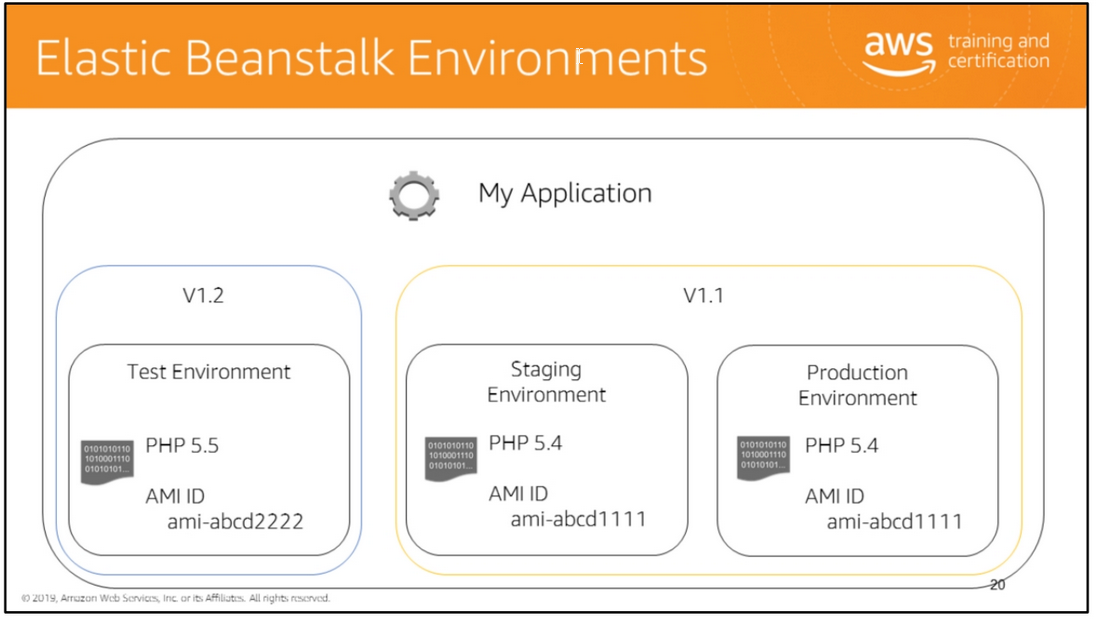 Elastic Beanstalk Environments
aws training and
certification
My Application
V1.2
V1.1
Test Environment
0101010110
1010001110
01010101...
PHP 5.5
AMI ID
ami-abcd2222
Staging
Environment
0101010110
1010001110
01010101...
PHP 5.4
AMI ID
ami-abcd1111
Production
Environment
0101010110
1010001110
01010101...
PHP 5.4
AMI ID
ami-abcd1111
20
© 2019, Amazon Web Services, Inc. or its Affiliates. All rights reserved.